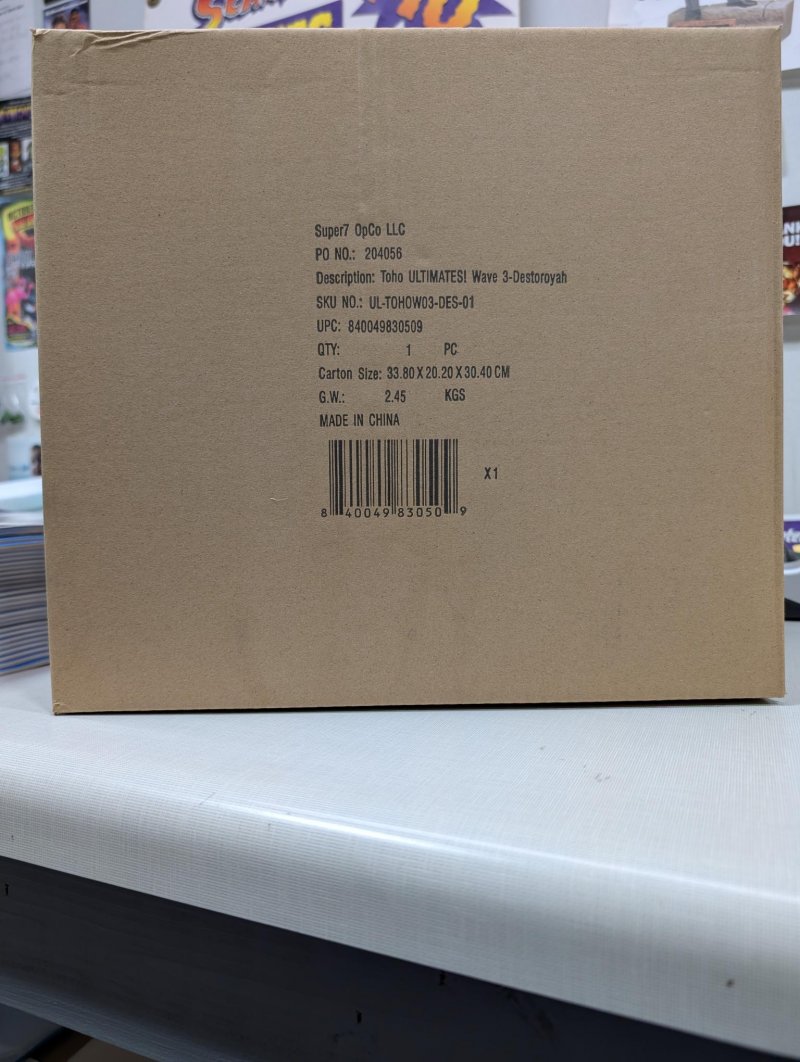 Super7 OpCo LLC
PO NO.: 204056
Description: Toho ULTIMATES! Wave 3-Destoroyah
SKU NO.: UL-TOHOW03-DES-01
UPC: 840049830509
QTY: 1 PC
Carton Size: 33.80 X 20.20 X 30.40 CM
G.W.: 2.45 KGS
MADE IN CHINA
X1
8 40049 83050 9